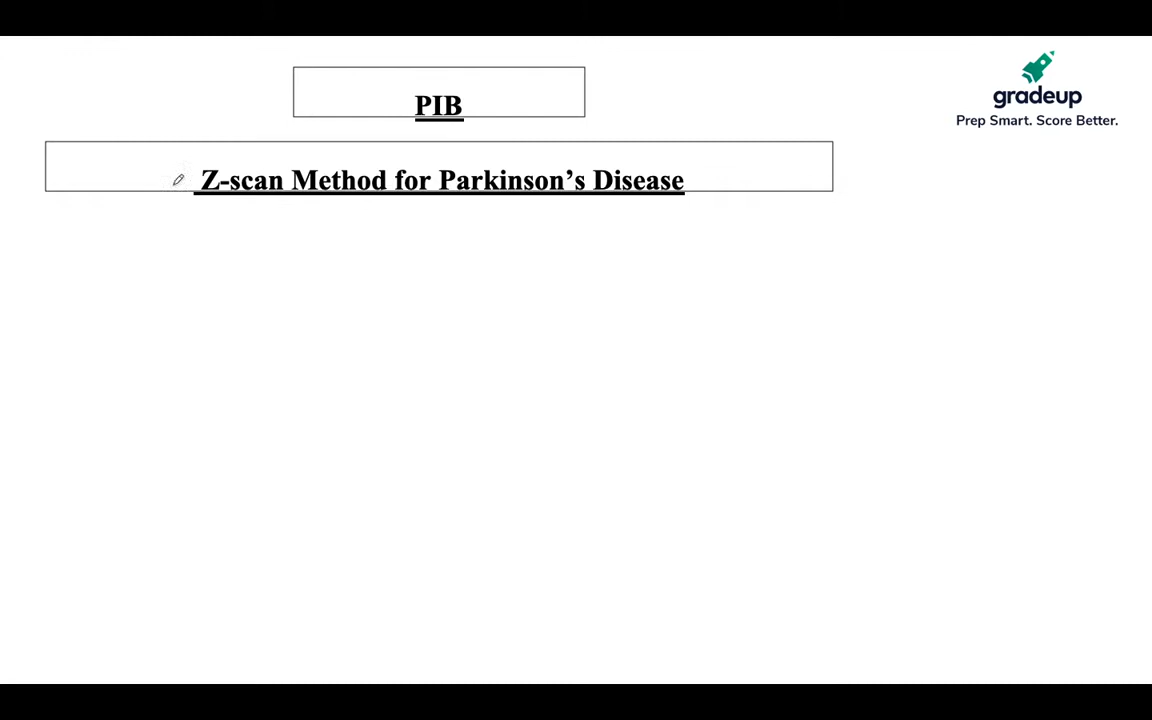 PIB
gradeup
Prep Smart. Score Better.
Z-scan Method for Parkinson’s Disease